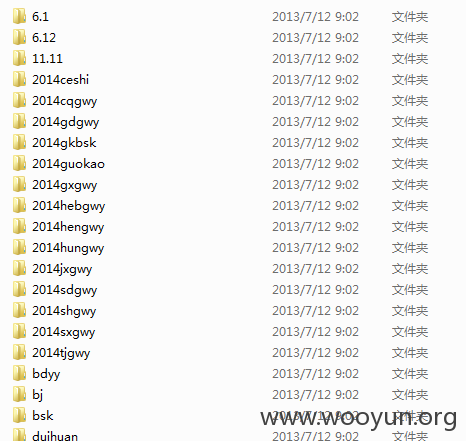 6.1 2013/7/12 9:02 文件夹
6.12 2013/7/12 9:02 文件夹
11.11 2013/7/12 9:02 文件夹
2014ceshi 2013/7/12 9:02 文件夹
2014cqgwy 2013/7/12 9:02 文件夹
2014gdgwy 2013/7/12 9:02 文件夹
2014gkbsk 2013/7/12 9:02 文件夹
2014guokao 2013/7/12 9:02 文件夹
2014gxgwy 2013/7/12 9:02 文件夹
2014hebgwy 2013/7/12 9:02 文件夹
2014hengwy 2013/7/12 9:02 文件夹
2014hungwy 2013/7/12 9:02 文件夹
2014jxgwy 2013/7/12 9:02 文件夹
2014sdgwy 2013/7/12 9:02 文件夹
2014shgwy 2013/7/12 9:02 文件夹
2014sxgwy 2013/7/12 9:02 文件夹
2014tjgwy 2013/7/12 9:02 文件夹
bdyy 2013/7/12 9:02 文件夹
bj 2013/7/12 9:02 文件夹
bsk 2013/7/12 9:02 文件夹
www.wooyun.org
duihuan 2013/7/12 9:02 文件夹